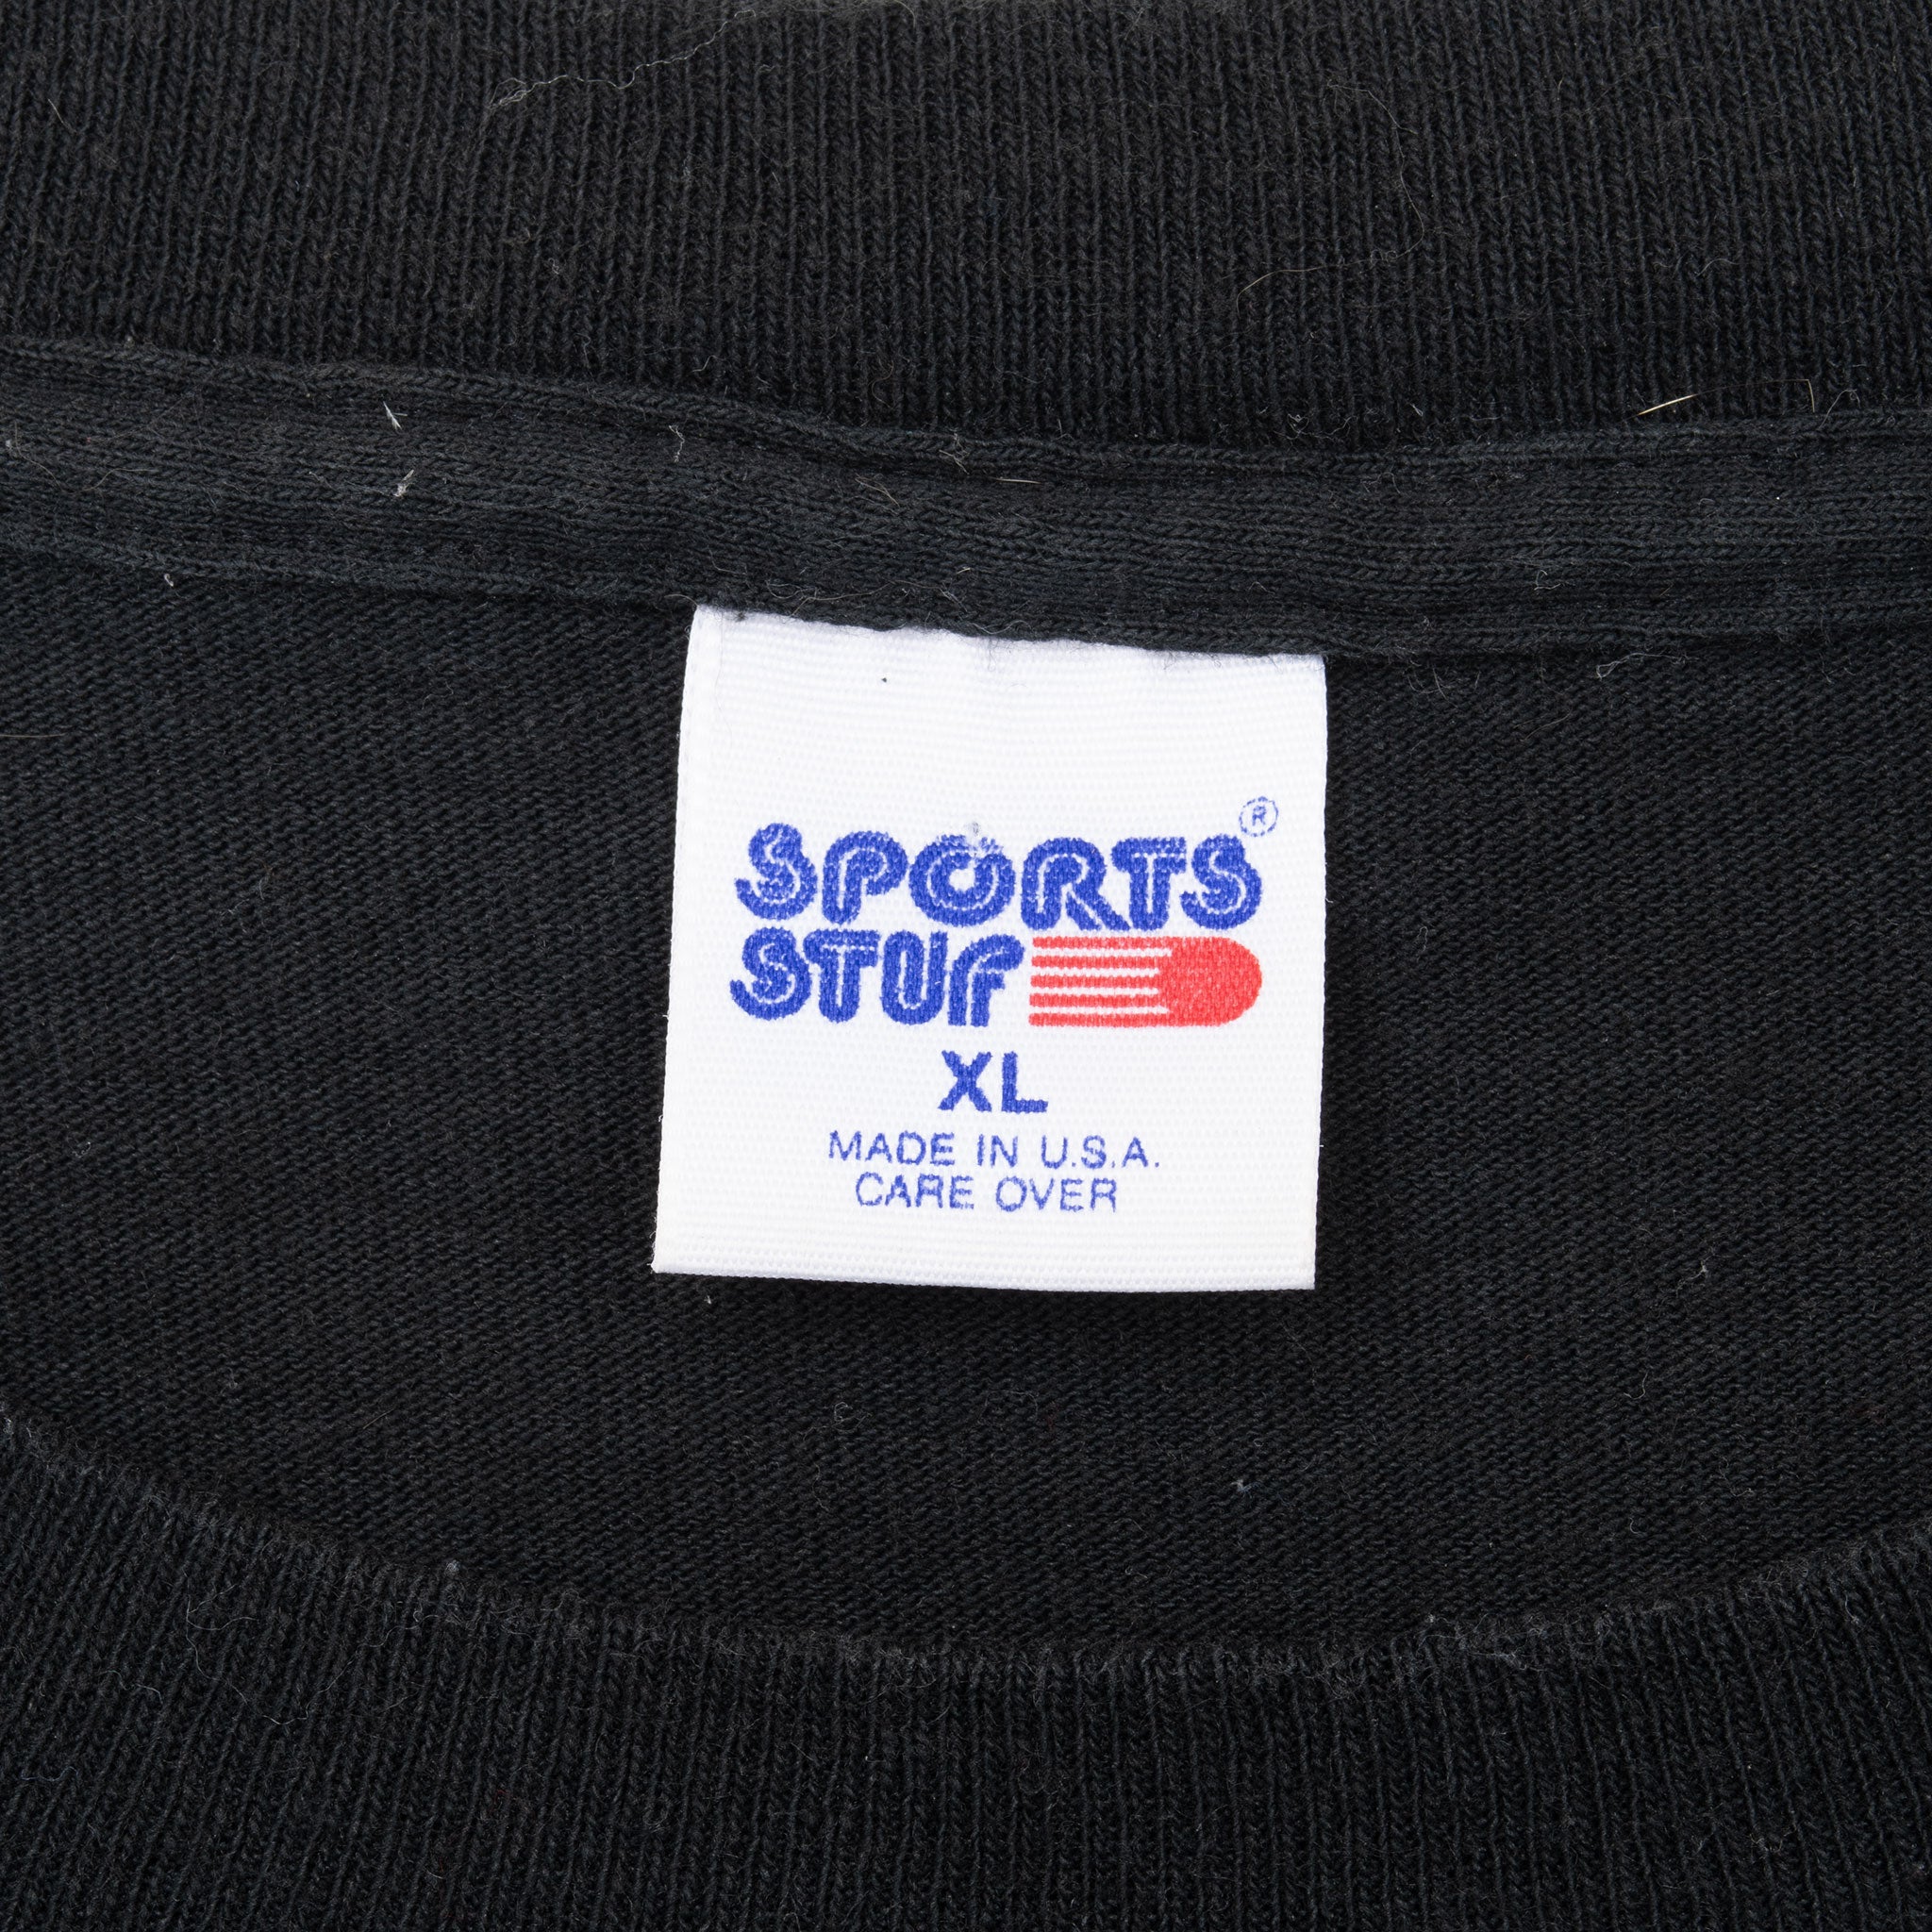 SPORTS®
STUF
XL
MADE IN U.S.A.
CARE OVER